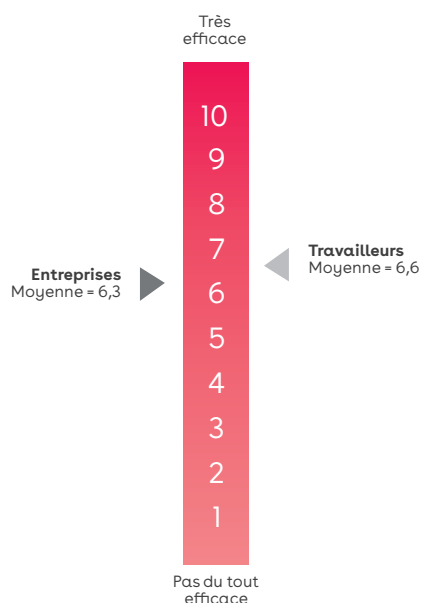 Très
efficace
10
9
8
7
Travailleurs
Moyenne = 6,6
Entreprises
Moyenne = 6,3
6
5
4
3
2
1
Pas du tout
efficace